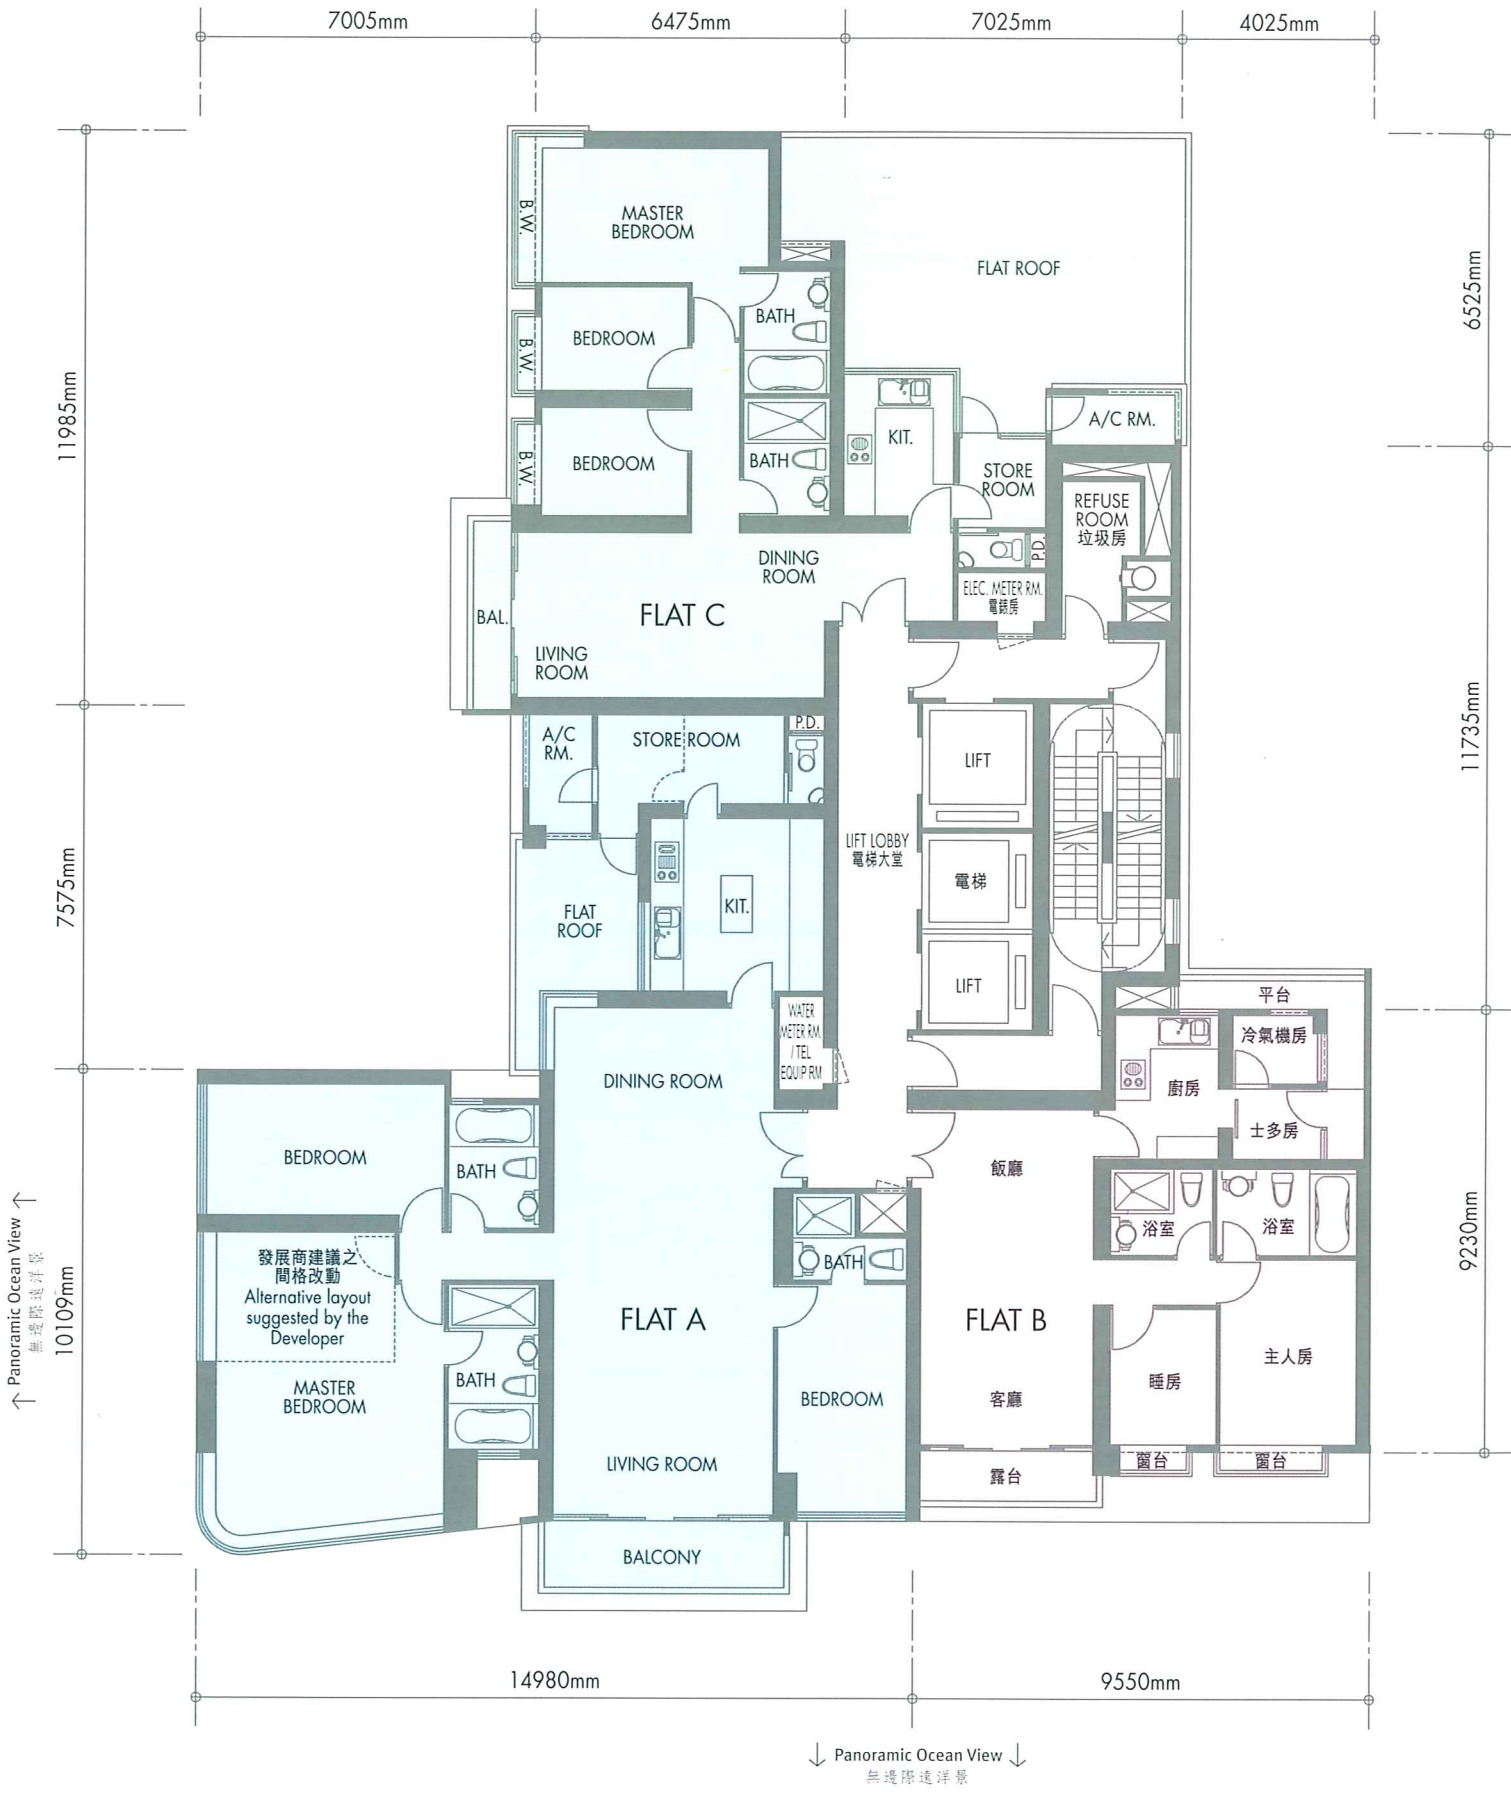 7005mm
6475mm
7025mm
4025mm
B.W.
MASTER
BEDROOM
FLAT ROOF
6525mm
BATH
BEDROOM
B.W.
11985mm
A/C RM.
KIT.
BEDROOM
B.W.
BATH
STORE
ROOM
REFUSE
ROOM
垃圾房
P.D.
DINING
ROOM
ELEC. METER RM.
電錶房
BAL.
FLAT C
LIVING
ROOM
P.D.
A/C
RM.
STORE ROOM
LIFT
11735mm
LIFT LOBBY
電梯大堂
電梯
7575mm
FLAT
ROOF
KIT.
LIFT
平台
WATER
METER RM.
/ TEL
EQUIP RM
冷氣機房
DINING ROOM
廚房
士多房
BEDROOM
BATH
飯廳
浴室
浴室
9230mm
Panoramic Ocean View
無邊際遠洋景
10109mm
發展商建議之
間格改動
Alternative layout
suggested by the
Developer
BATH
FLAT A
FLAT B
主人房
睡房
BATH
MASTER
BEDROOM
BEDROOM
客廳
LIVING ROOM
露台
窗台
窗台
BALCONY
14980mm
9550mm
Panoramic Ocean View
無邊際遠洋景